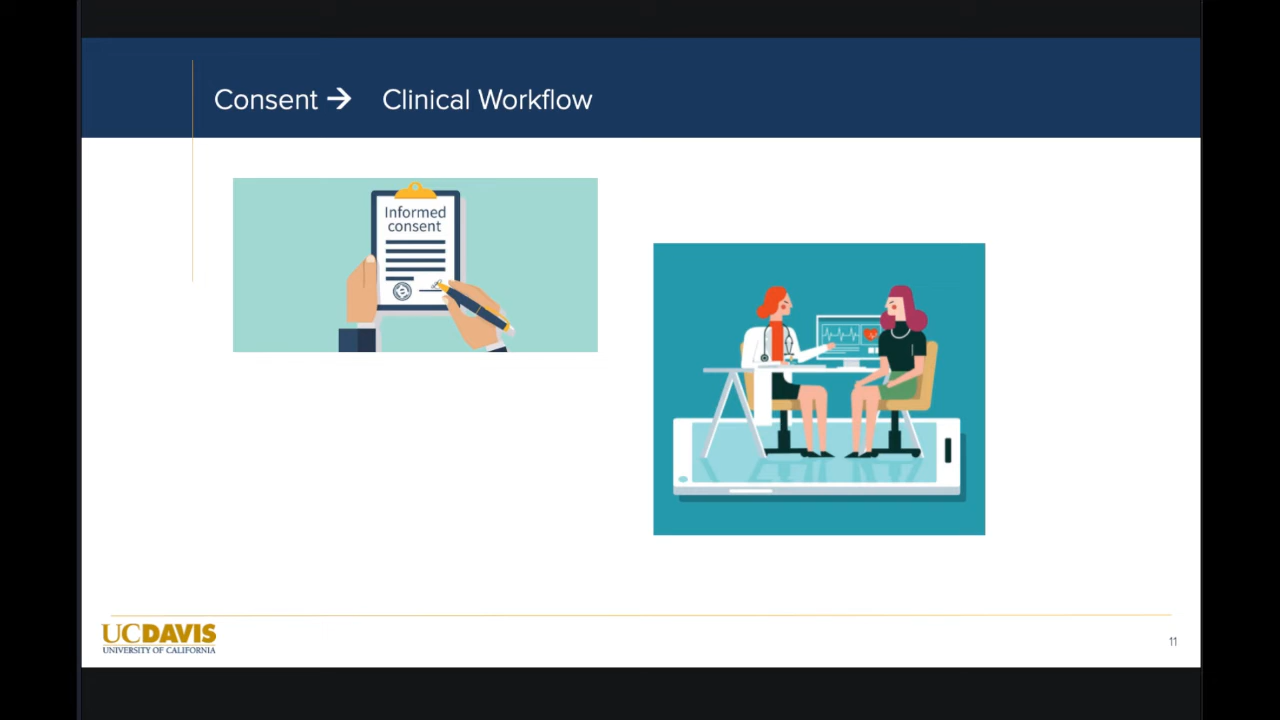 Consent → Clinical Workflow
Informed
consent
UCDAVIS
UNIVERSITY OF CALIFORNIA
11